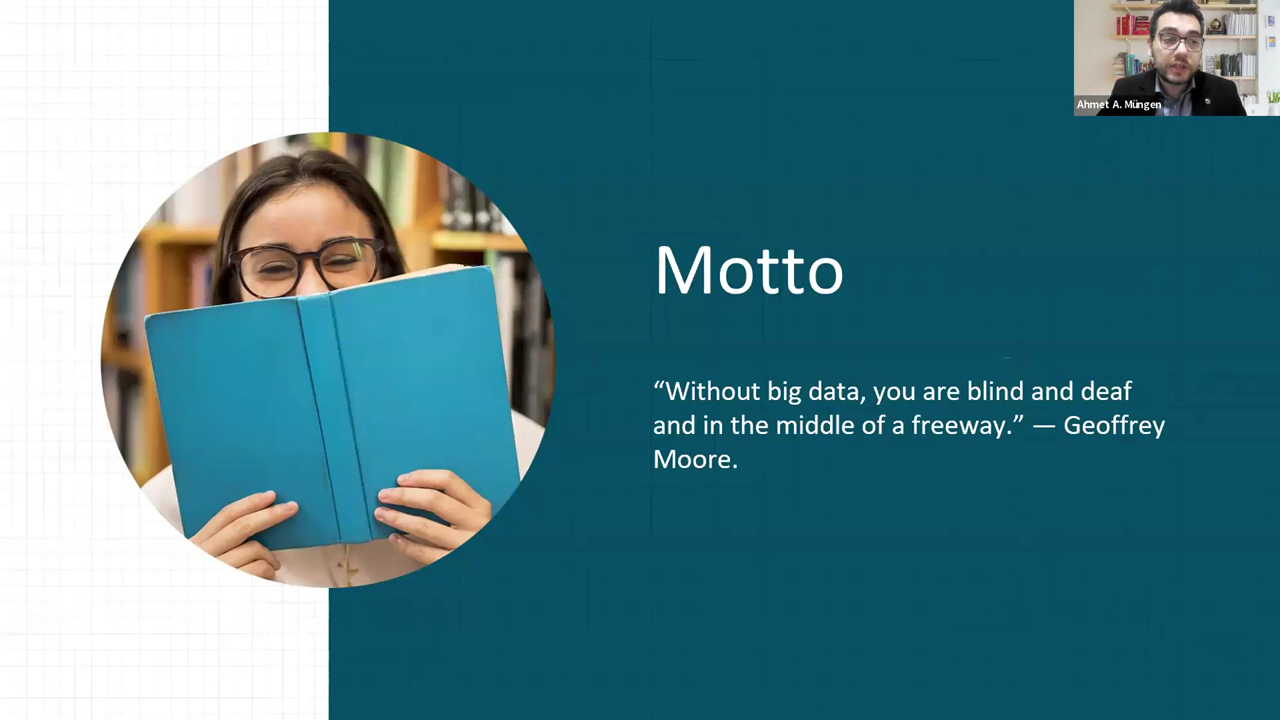 Ahmet A. Müngen
Motto
“Without big data, you are blind and deaf
and in the middle of a freeway.” — Geoffrey
Moore.